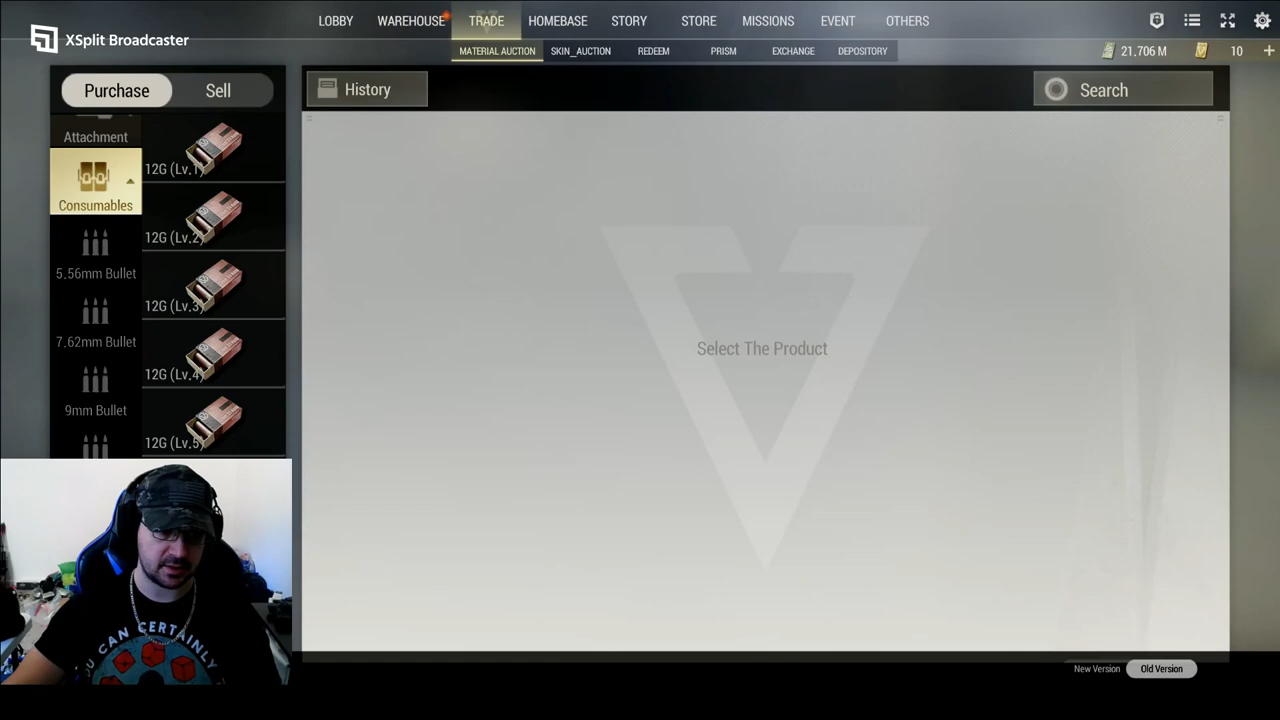 XSplit Broadcaster
LOBBY WAREHOUSE TRADE HOMEBASE STORY STORE MISSIONS EVENT OTHERS
MATERIAL AUCTION SKIN_AUCTION REDEEM PRISM EXCHANGE DEPOSITORY
21.706 M 10 +
Purchase Sell
History
Search
Attachment
Consumables
5.56mm Bullet
7.62mm Bullet
9mm Bullet
12G (Lv.1)
12G (Lv.2)
12G (Lv.3)
12G (Lv.4)
12G (Lv.5)
Select The Product
YOU CAN CERTAINLY
New Version Old Version